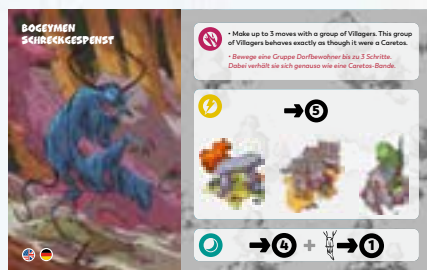 BOGEYMEN
SCHRECKGESPENST
• Make up to 3 moves with a group of Villagers. This group
of Villagers behaves exactly as though it were a Caretos.
• Bewege eine Gruppe Dorfbewohner bis zu 3 Schritte.
Dabei verhält sie sich genauso wie eine Caretos-Bande.
5
4 + 1